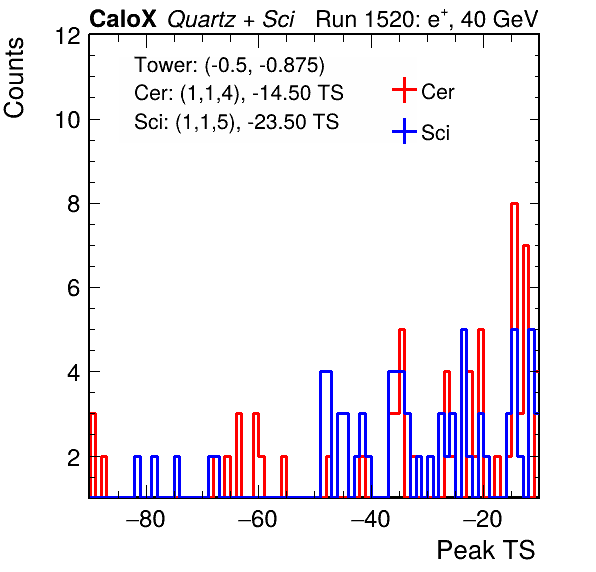 CaloX Quartz + Sci Run 1520: e⁺, 40 GeV
Counts
12
10
8
6
4
2
Tower: (-0.5, -0.875)
Cer: (1,1,4), -14.50 TS
Sci: (1,1,5), -23.50 TS
Cer
Sci
−80 −60 −40 −20
Peak TS